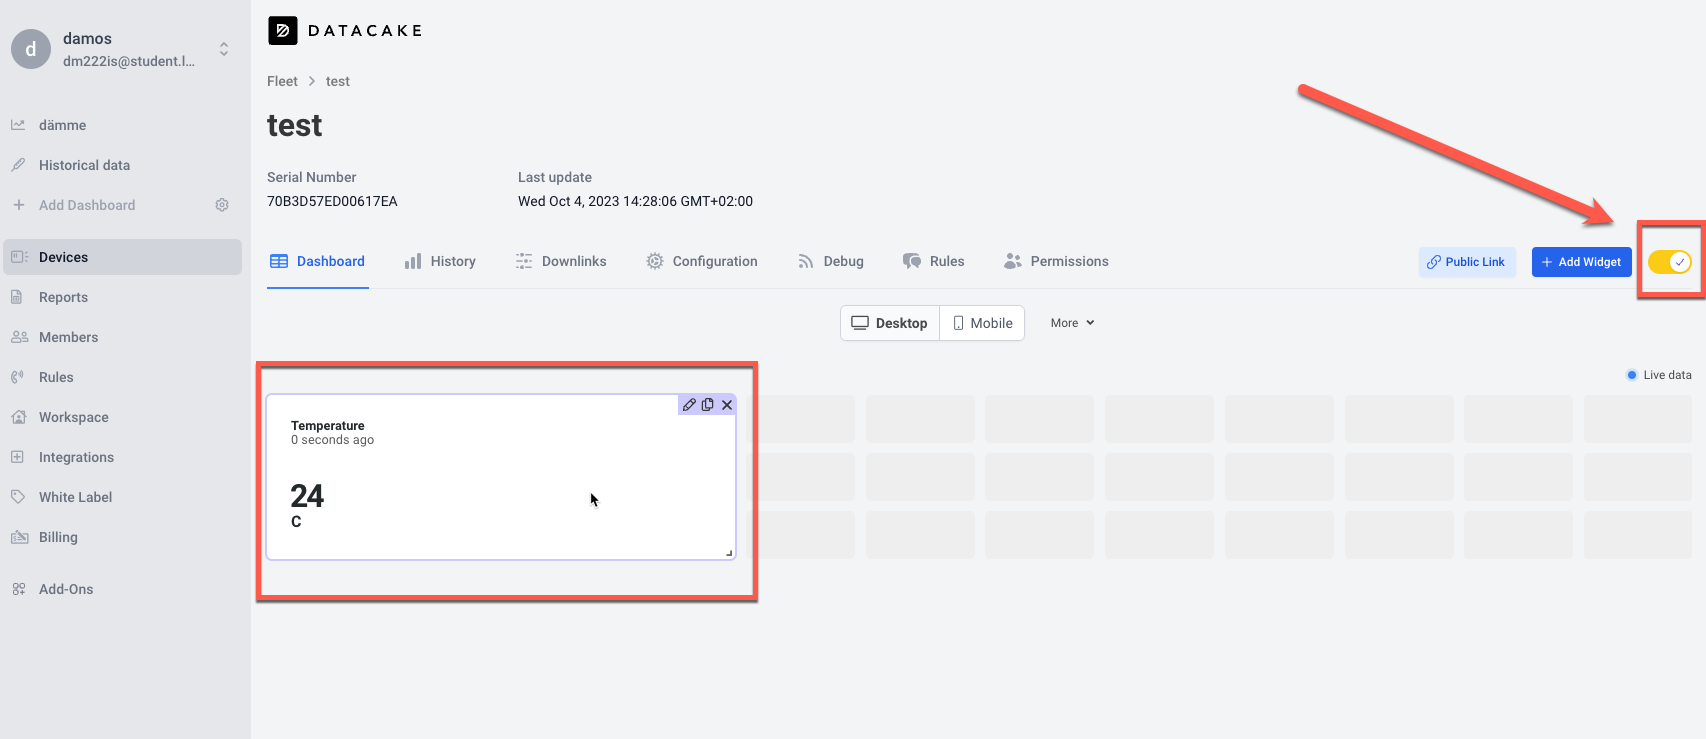 d
damos
dm222is@student.l...
dämme
Historical data
Add Dashboard
Devices
Reports
Members
Rules
Workspace
Integrations
White Label
Billing
Add-Ons
DATACAKE
Fleet > test
test
Serial Number
70B3D57ED00617EA
Last update
Wed Oct 4, 2023 14:28:06 GMT+02:00
Dashboard
History
Downlinks
Configuration
Debug
Rules
Permissions
Public Link
+ Add Widget
Desktop
Mobile
More
Live data
Temperature
0 seconds ago
24
C